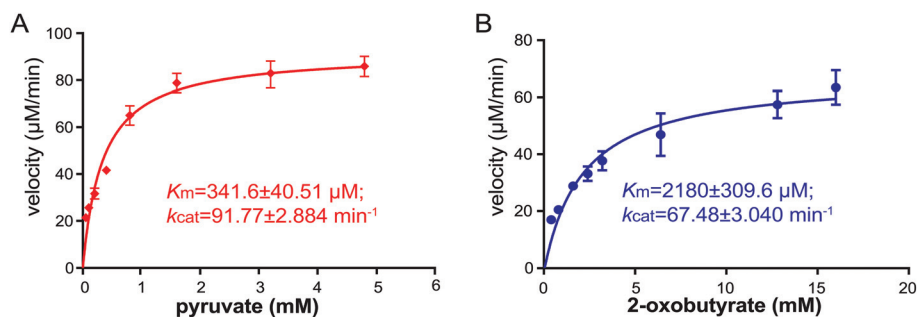 A
velocity (µM/min)
100
80
60
40
20
0
Km=341.6±40.51 µM;
kcat=91.77±2.884 min-1
0 1 2 3 4 5 6
pyruvate (mM)
B
velocity (µM/min)
80
60
40
20
0
Km=2180±309.6 µM;
kcat=67.48±3.040 min-1
0 5 10 15 20
2-oxobutyrate (mM)